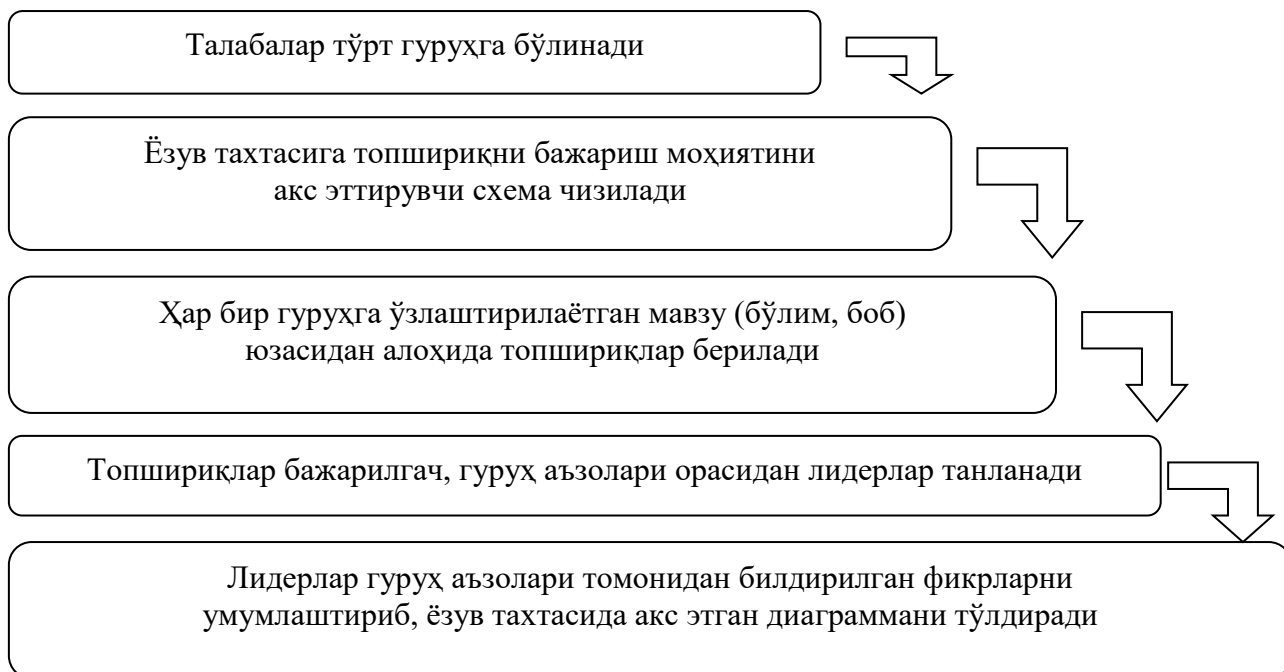 Талабалар тўрт гуруҳга бўлинади
Ёзув тахтасига топшириқни бажариш моҳиятини
акс эттирувчи схема чизилади
Ҳар бир гуруҳга ўзлаштирилаётган мавзу (бўлим, боб)
юзасидан алоҳида топшириқлар берилади
Топшириқлар бажарилгач, гуруҳ аъзолари орасидан лидерлар танланади
Лидерлар гуруҳ аъзолари томонидан билдирилган фикрларни
умумлаштириб, ёзув тахтасида акс этган диаграммани тўлдиради